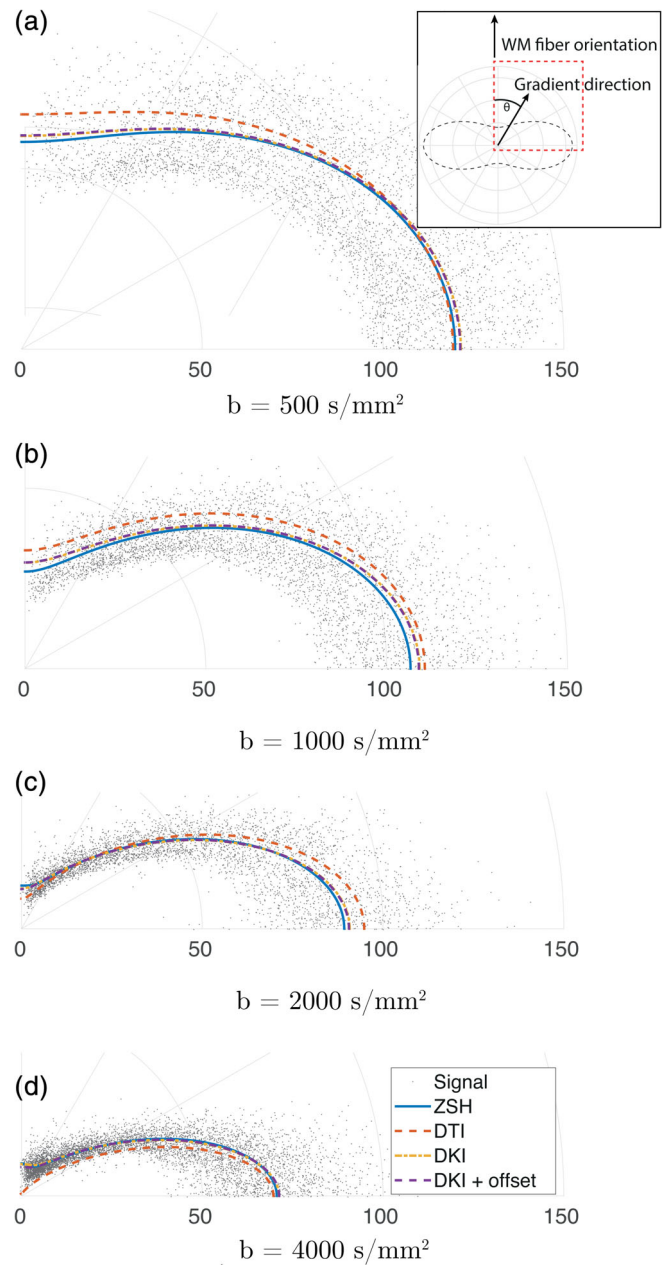 (a)
WM fiber orientation
Gradient direction
θ
0 50 100 150
b = 500 s/mm²
(b)
0 50 100 150
b = 1000 s/mm²
(c)
0 50 100 150
b = 2000 s/mm²
(d)
Signal
ZSH
DTI
DKI
DKI + offset
0 50 100 150
b = 4000 s/mm²